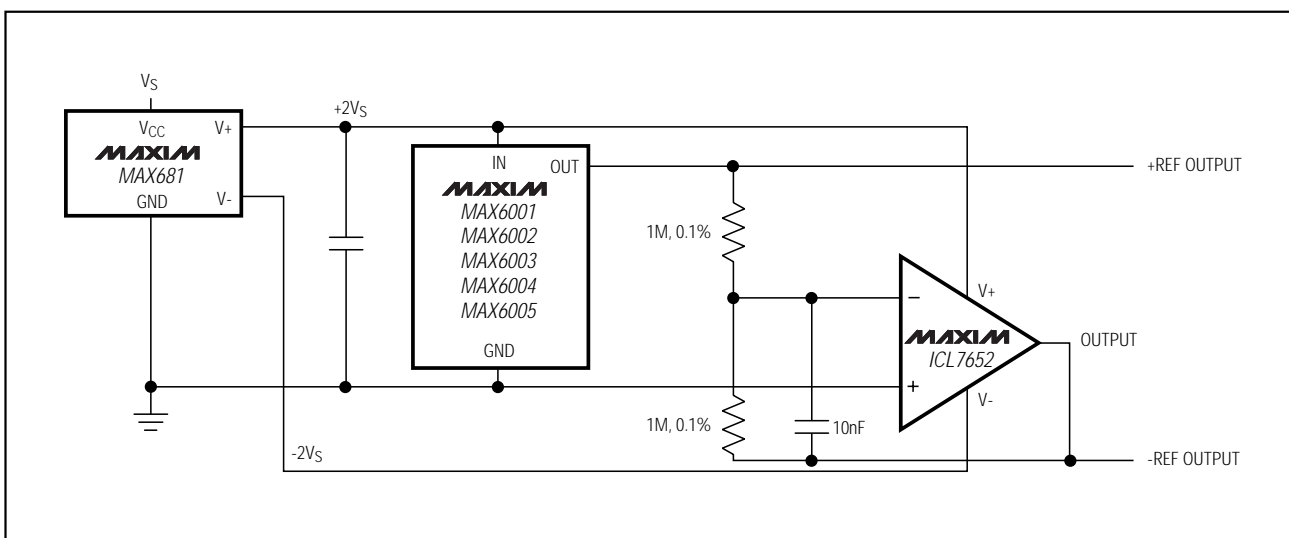 VS
VCC V+
MAXIM
MAX681
GND V-
+2VS
IN OUT
MAXIM
MAX6001
MAX6002
MAX6003
MAX6004
MAX6005
GND
+REF OUTPUT
1M, 0.1%
− V+
MAXIM
ICL7652
OUTPUT
+ V-
1M, 0.1%
10nF
-2VS
-REF OUTPUT